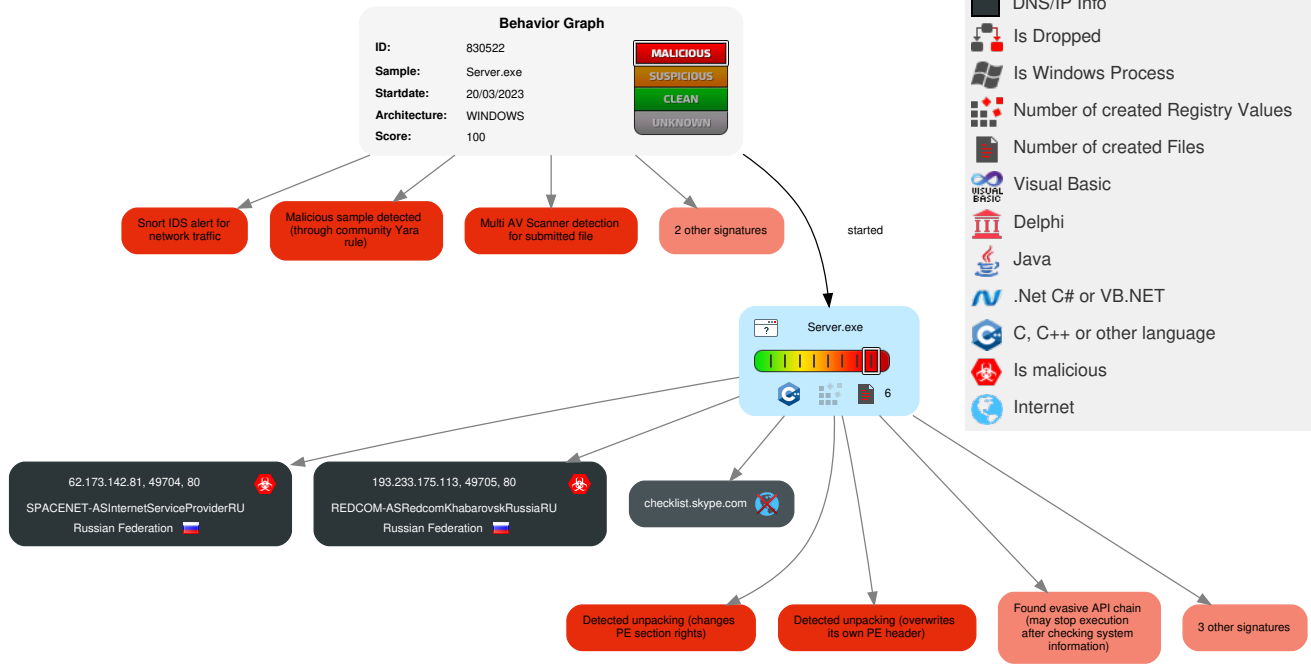 Behavior Graph
ID: 830522
Sample: Server.exe
Startdate: 20/03/2023
Architecture: WINDOWS
Score: 100
MALICIOUS
SUSPICIOUS
CLEAN
UNKNOWN
Snort IDS alert for
network traffic
Malicious sample detected
(through community Yara
rule)
Multi AV Scanner detection
for submitted file
2 other signatures
started
Server.exe
?
6
62.173.142.81, 49704, 80
SPACENET-ASInternetServiceProviderRU
Russian Federation
193.233.175.113, 49705, 80
REDCOM-ASRedcomKhabarovskRussiaRU
Russian Federation
checklist.skype.com
Detected unpacking (changes
PE section rights)
Detected unpacking (overwrites
its own PE header)
Found evasive API chain
(may stop execution
after checking system
information)
3 other signatures
DNS/IP Info
Is Dropped
Is Windows Process
Number of created Registry Values
Number of created Files
VISUAL
BASIC
Visual Basic
Delphi
Java
.Net C# or VB.NET
C, C++ or other language
Is malicious
Internet